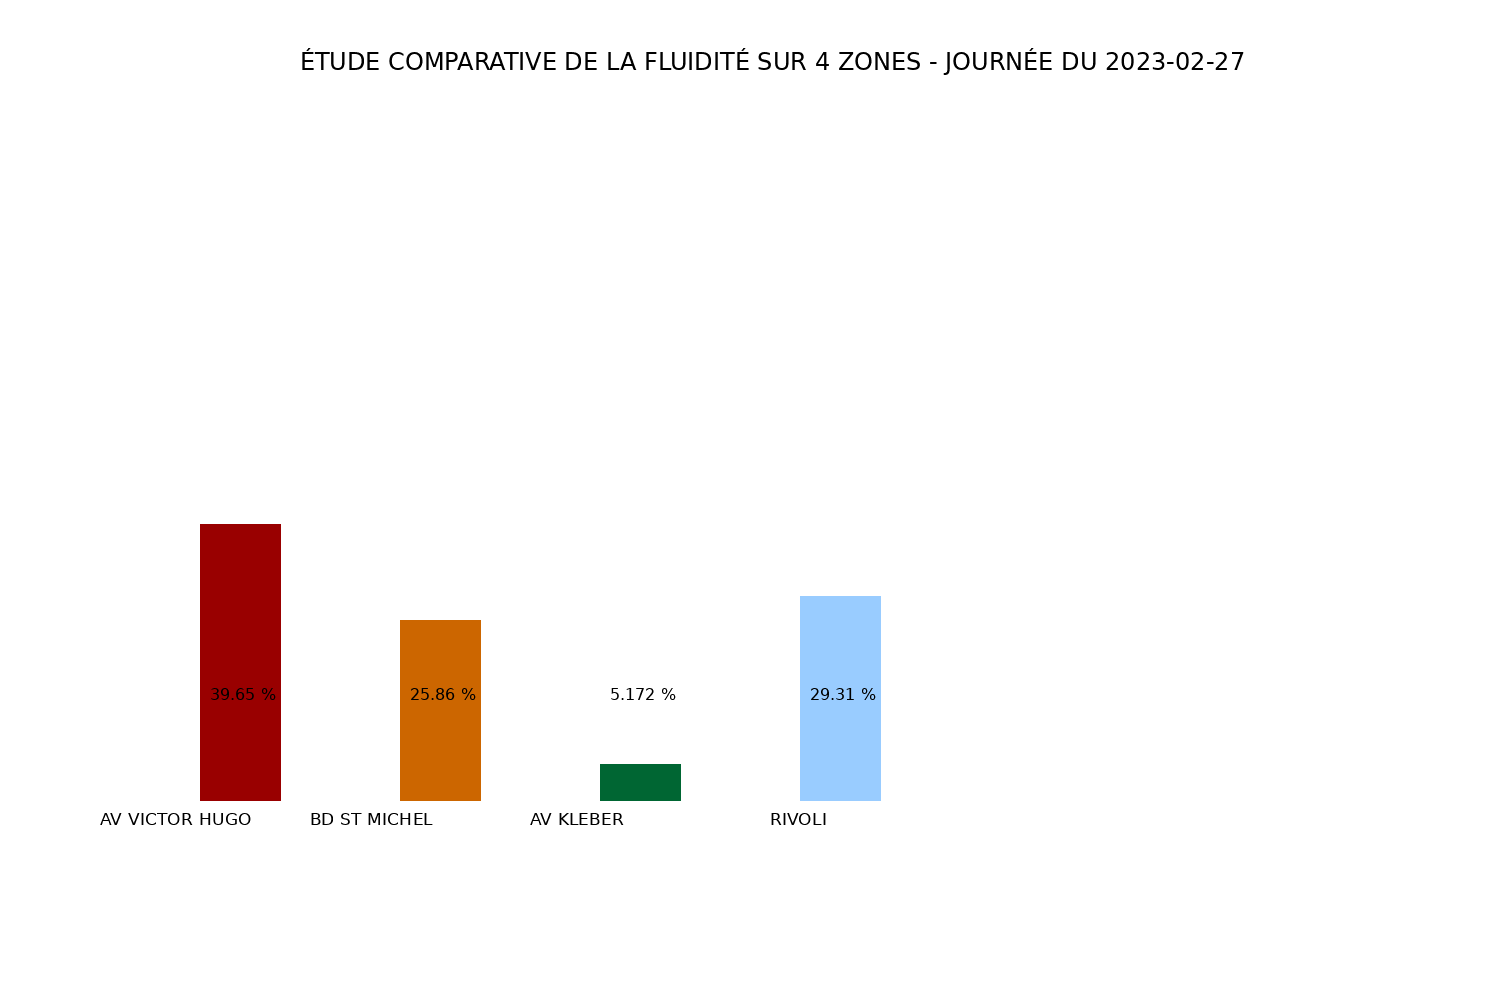 ÉTUDE COMPARATIVE DE LA FLUIDITÉ SUR 4 ZONES - JOURNÉE DU 2023-02-27
39.65 %
25.86 %
5.172 %
29.31 %
AV VICTOR HUGO
BD ST MICHEL
AV KLEBER
RIVOLI